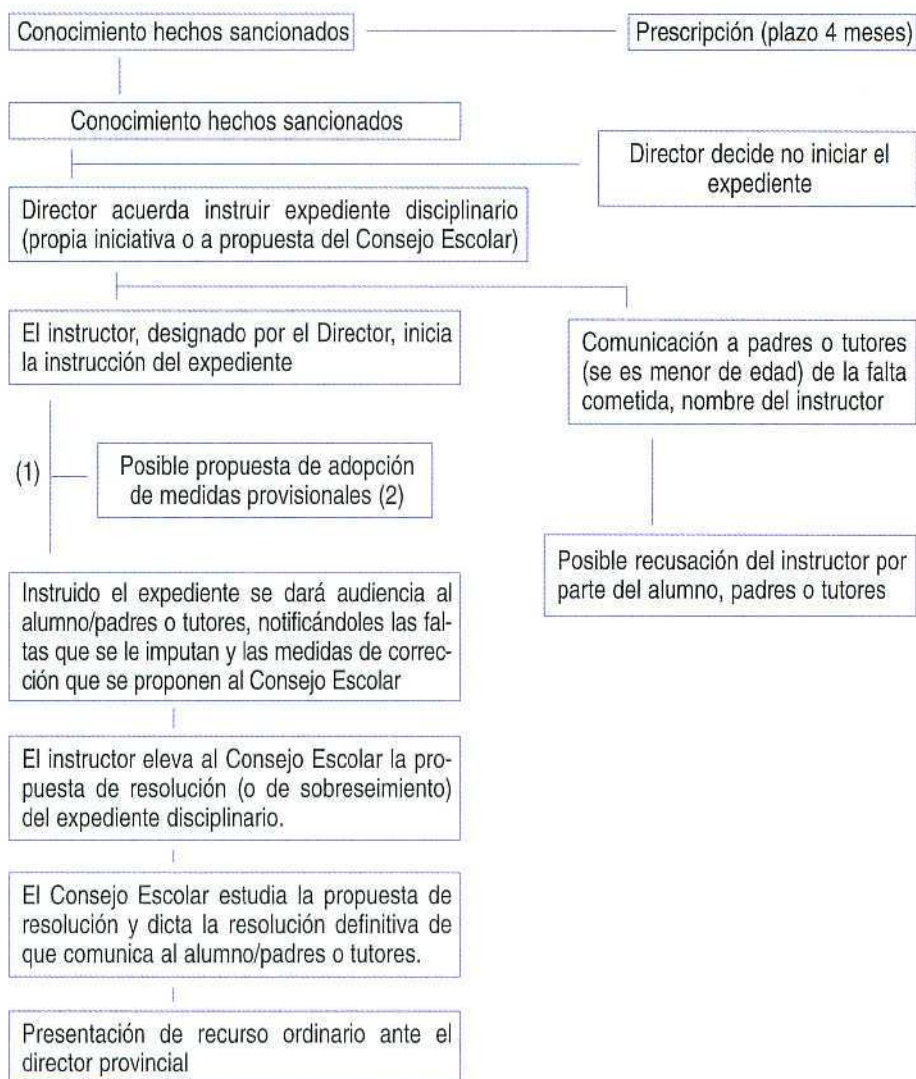 Conocimiento hechos sancionados
Prescripción (plazo 4 meses)
Conocimiento hechos sancionados
Director decide no iniciar el
expediente
Director acuerda instruir expediente disciplinario
(propia iniciativa o a propuesta del Consejo Escolar)
El instructor, designado por el Director, inicia
la instrucción del expediente
Comunicación a padres o tutores
(se es menor de edad) de la falta
cometida, nombre del instructor
(1)
Posible propuesta de adopción
de medidas provisionales (2)
Posible recusación del instructor por
parte del alumno, padres o tutores
Instruido el expediente se dará audiencia al
alumno/padres o tutores, notificándoles las fal-
tas que se le imputan y las medidas de correc-
ción que se proponen al Consejo Escolar
El instructor eleva al Consejo Escolar la pro-
puesta de resolución (o de sobreseimiento)
del expediente disciplinario.
El Consejo Escolar estudia la propuesta de
resolución y dicta la resolución definitiva de
que comunica al alumno/padres o tutores.
Presentación de recurso ordinario ante el
director provincial